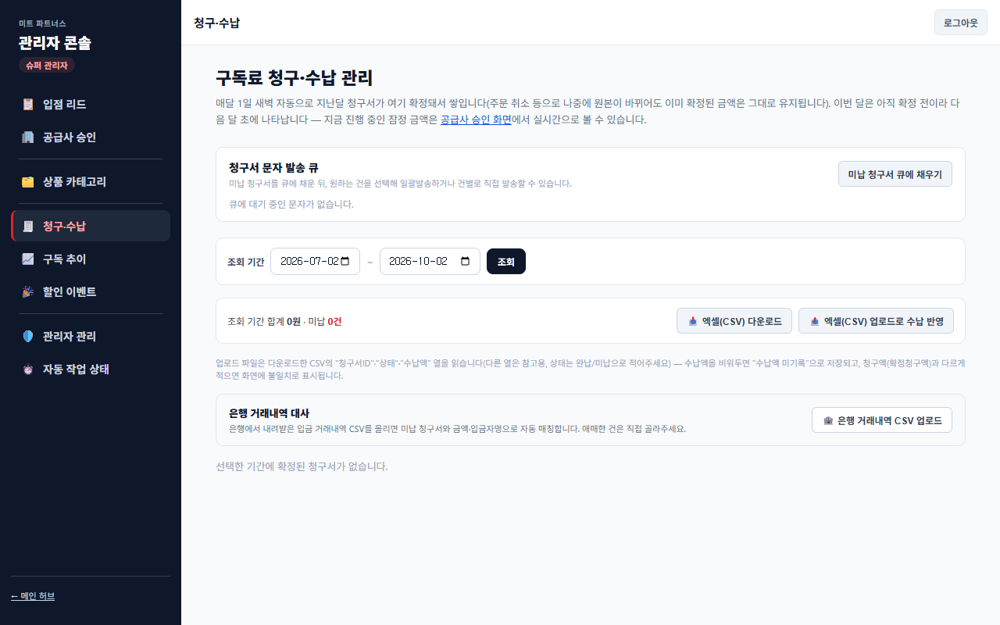 미트 파트너스
관리자 콘솔
슈퍼 관리자
입점 리드
공급사 승인
상품 카테고리
청구·수납
구독 추이
할인 이벤트
관리자 관리
자동 작업 상태
← 메인 허브
청구·수납
로그아웃
구독료 청구·수납 관리
매달 1일 새벽 자동으로 지난달 청구서가 여기 확정돼서 쌓입니다(주문 취소 등으로 나중에 원본이 바뀌어도 이미 확정된 금액은 그대로 유지됩니다). 이번 달은 아직 확정 전이라 다
음 달 초에 나타납니다 — 지금 진행 중인 잠정 금액은 공급사 승인 화면에서 실시간으로 볼 수 있습니다.
청구서 문자 발송 큐
미납 청구서를 큐에 채운 뒤, 원하는 건을 선택해 일괄발송하거나 건별로 직접 발송할 수 있습니다.
미납 청구서 큐에 채우기
큐에 대기 중인 문자가 없습니다.
조회 기간 2026-07-02 ~ 2026-10-02 조회
조회 기간 합계 0원 · 미납 0건
엑셀(CSV) 다운로드
엑셀(CSV) 업로드로 수납 반영
업로드 파일은 다운로드한 CSV의 "청구서ID"·"상태"·"수납액" 열을 읽습니다(다른 열은 참고용, 상태는 완납/미납으로 적어주세요) — 수납액을 비워두면 "수납액 미기록"으로 저장되고, 청구액(확정청구액)과 다르게
적으면 화면에 불일치로 표시됩니다.
은행 거래내역 대사
은행에서 내려받은 입금 거래내역 CSV를 올리면 미납 청구서와 금액·입금자명으로 자동 매칭합니다. 애매한 건은 직접 골라주세요.
은행 거래내역 CSV 업로드
선택한 기간에 확정된 청구서가 없습니다.